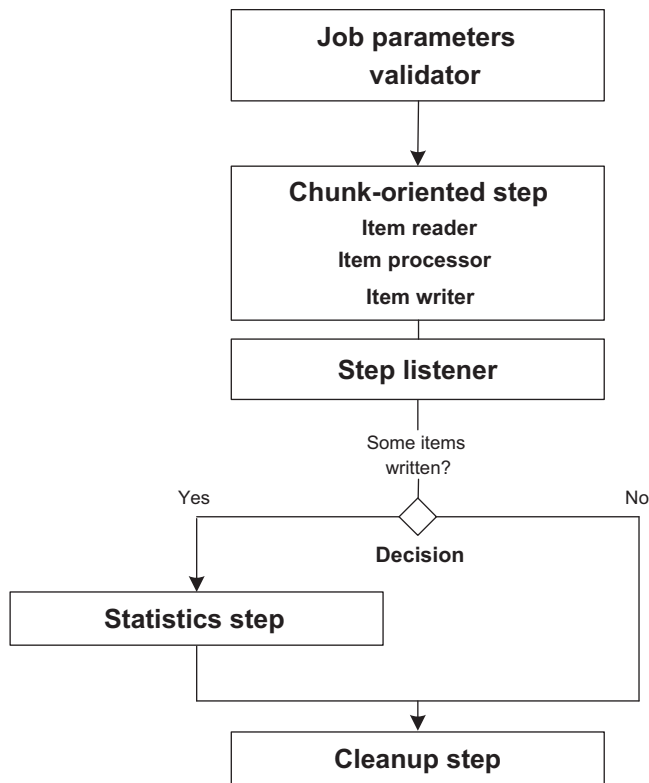 Job parameters
validator
Chunk-oriented step
Item reader
Item processor
Item writer
Step listener
Some items
written?
Yes
No
Decision
Statistics step
Cleanup step